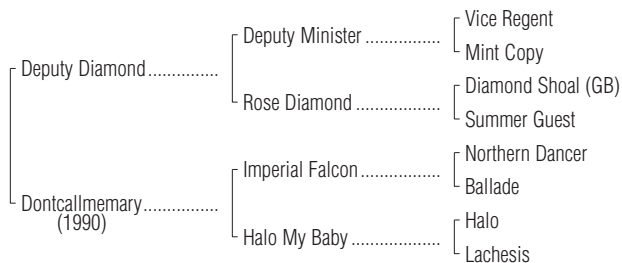 Deputy Diamond...............
Dontcallmemary................
(1990)
Deputy Minister ................
Rose Diamond ..................
Imperial Falcon.................
Halo My Baby ...................
Vice Regent
Mint Copy
Diamond Shoal (GB)
Summer Guest
Northern Dancer
Ballade
Halo
Lachesis